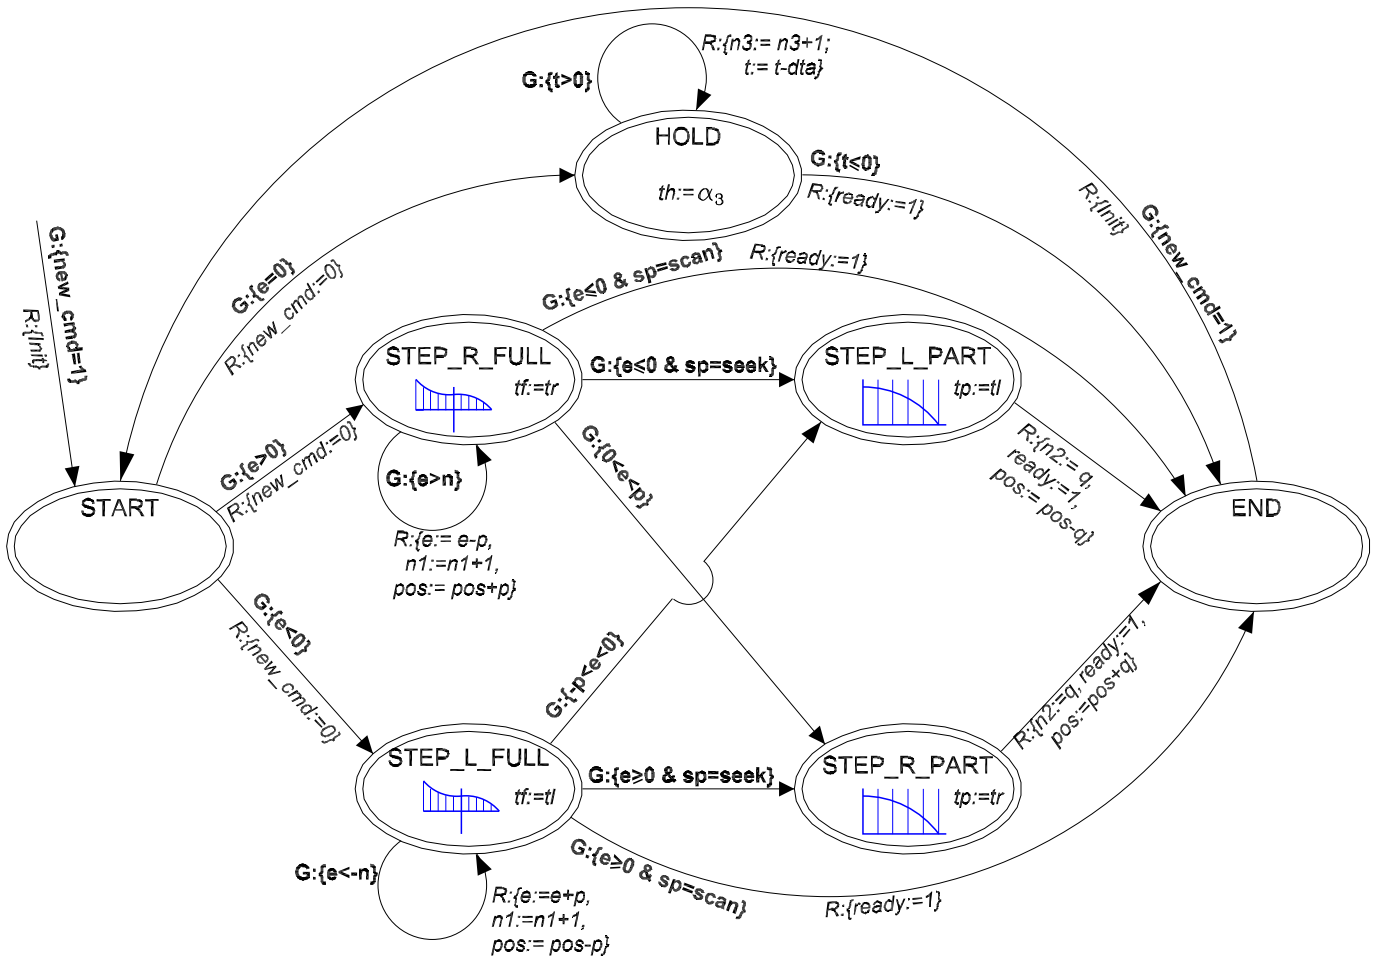 R:{n3:= n3+1;
t:= t-dta}
G:{t>0}
HOLD
th:=α3
G:{t≤0}
R:{ready:=1}
R:{Init}
G:{new_cmd=1}
G:{new_cmd=1}
R:{Init}
G:{e=0}
R:{new_cmd:=0}
G:{e≤0 & sp=scan}
R:{ready:=1}
STEP_R_FULL
tf:=tr
G:{e≤0 & sp=seek}
STEP_L_PART
tp:=tl
G:{e>0}
R:{new_cmd:=0}
G:{e>n}
R:{e:= e-p,
n1:=n1+1,
pos:= pos+p}
G:{0<e<p}
R:{n2:= q,
ready:=1,
pos:= pos-q}
START
END
G:{e<0}
R:{new_cmd:=0}
G:{-p<e<0}
R:{n2:=q, ready:=1,
pos:=pos+q}
STEP_L_FULL
tf:=tl
G:{e≥0 & sp=seek}
STEP_R_PART
tp:=tr
G:{e<-n}
R:{e:=e+p,
n1:=n1+1,
pos:= pos-p}
G:{e≥0 & sp=scan}
R:{ready:=1}